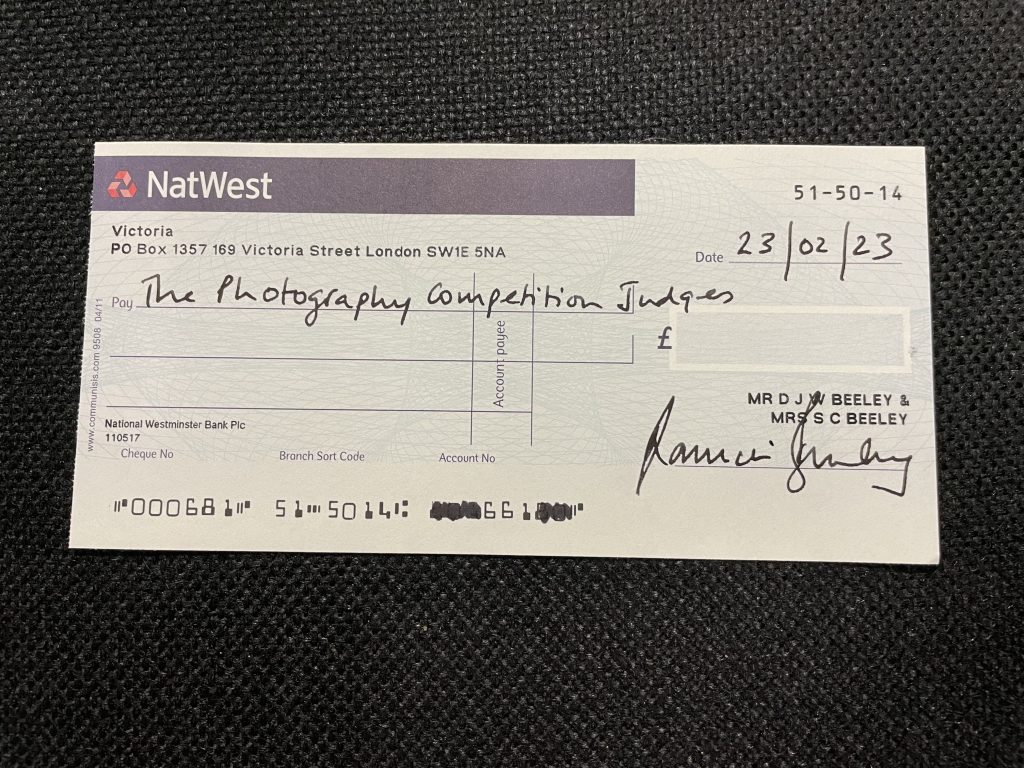 NatWest
51-50-14
Victoria
PO Box 1357 169 Victoria Street London SW1E 5NA
Date 23/02/23
Pay The Photography Competition Judges
£
Account payee
www.communisis.com 9508 04/11
MR D J W BEELEY &
MRS S C BEELEY
National Westminster Bank Plc
110517
Cheque No Branch Sort Code Account No
⑈000681⑈ 51⑉5014⑆ 661 ⑈